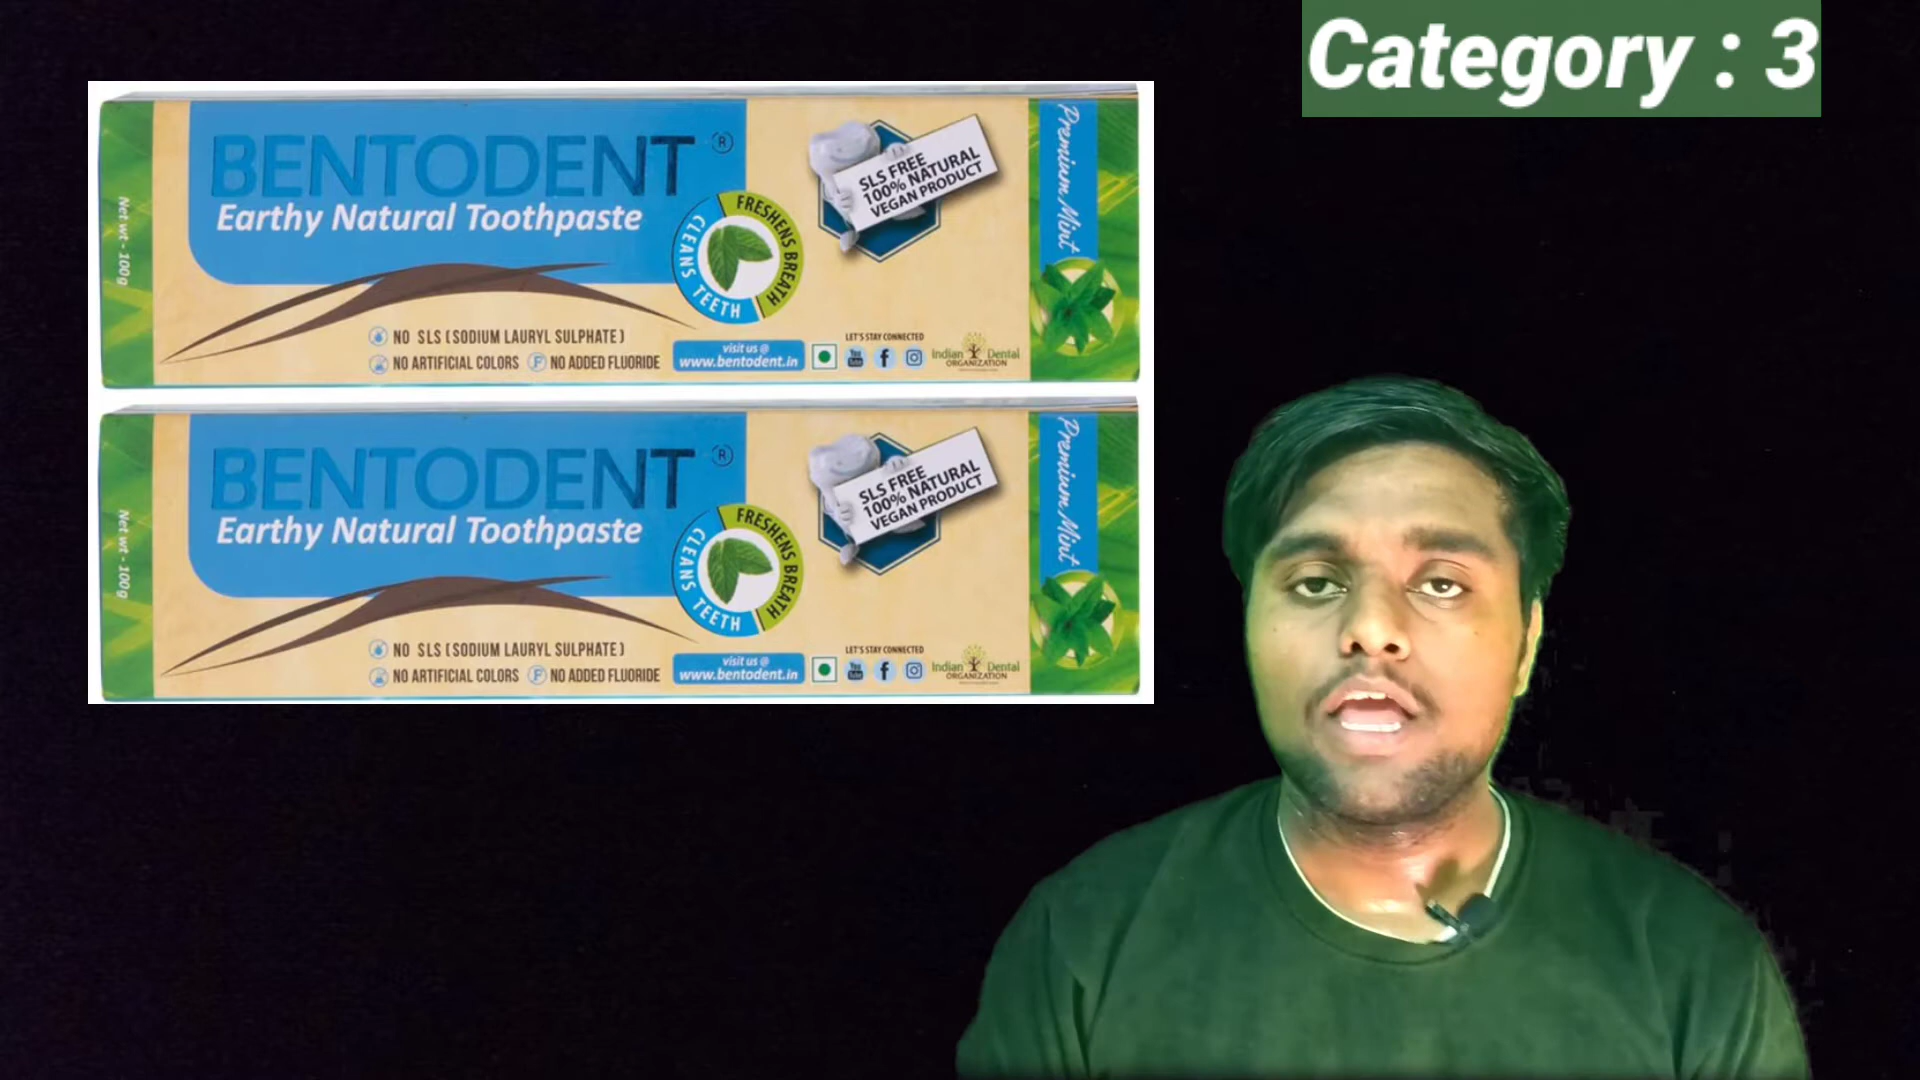 Category : 3
BENTODENT ®
Earthy Natural Toothpaste
Net wt - 100g
CLEANS TEETH
FRESHENS BREATH
SLS FREE
100% NATURAL
VEGAN PRODUCT
Premium Mint
NO SLS (SODIUM LAURYL SULPHATE)
NO ARTIFICIAL COLORS
NO ADDED FLUORIDE
visit us @
www.bentodent.in
LET'S STAY CONNECTED
You
Tube
Indian Dental
ORGANIZATION
BENTODENT ®
Earthy Natural Toothpaste
Net wt - 100g
CLEANS TEETH
FRESHENS BREATH
SLS FREE
100% NATURAL
VEGAN PRODUCT
Premium Mint
NO SLS (SODIUM LAURYL SULPHATE)
NO ARTIFICIAL COLORS
NO ADDED FLUORIDE
visit us @
www.bentodent.in
LET'S STAY CONNECTED
You
Tube
Indian Dental
ORGANIZATION